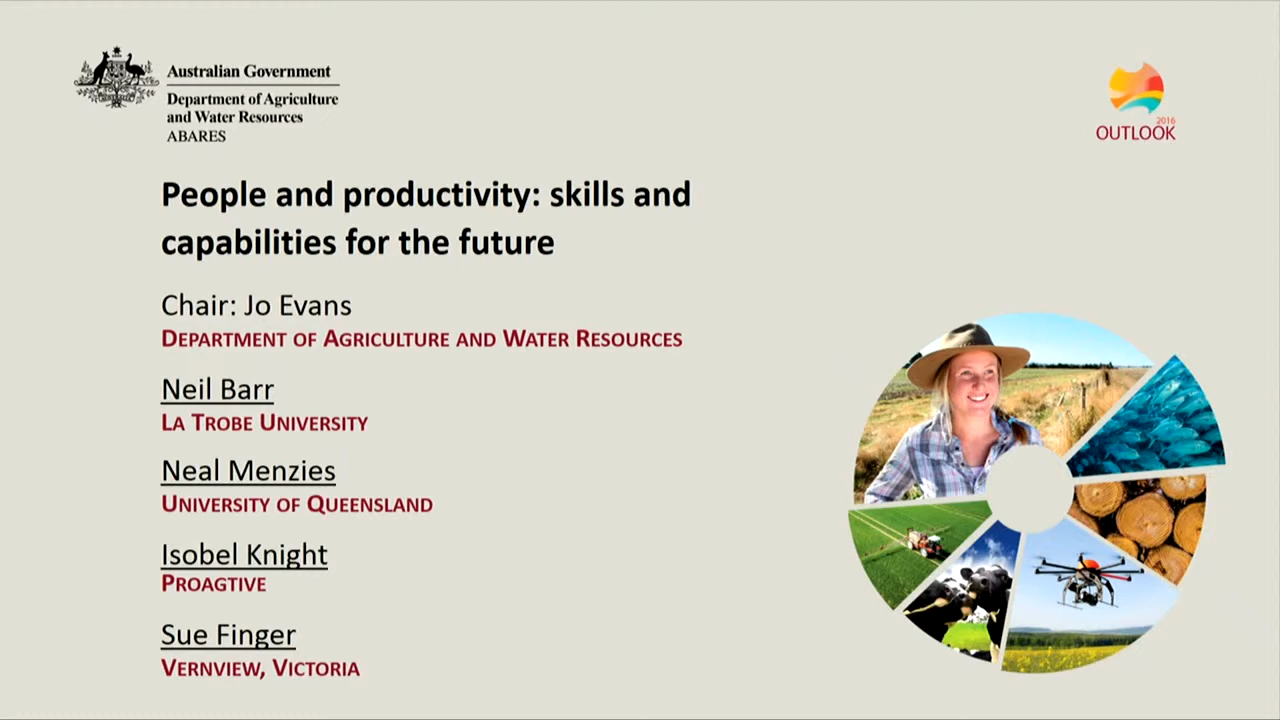 Australian Government
Department of Agriculture
and Water Resources
ABARES
2016
OUTLOOK
People and productivity: skills and
capabilities for the future
Chair: Jo Evans
DEPARTMENT OF AGRICULTURE AND WATER RESOURCES
Neil Barr
LA TROBE UNIVERSITY
Neal Menzies
UNIVERSITY OF QUEENSLAND
Isobel Knight
PROAGTIVE
Sue Finger
VERNVIEW, VICTORIA